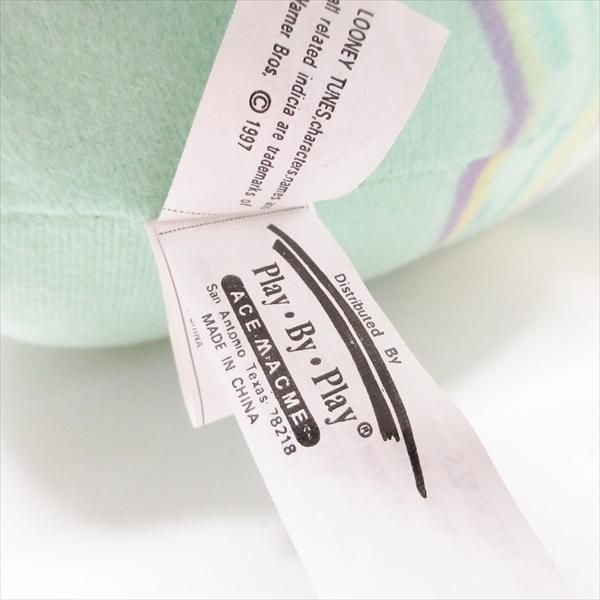 LOONEY TUNES,characters,names
all related indicia are trademarks of
Warner Bros. © 1997
Distributed By
Play • By • Play®
ACE M.ACME
San Antonio Texas 78218
MADE IN CHINA
CHINA